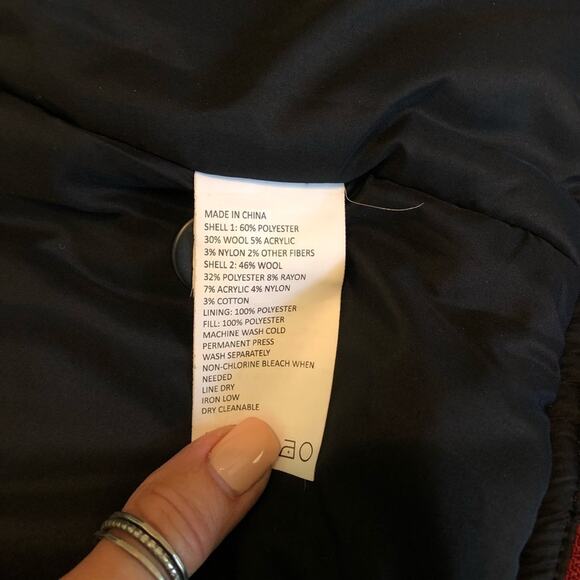 MADE IN CHINA
SHELL 1: 60% POLYESTER
30% WOOL 5% ACRYLIC
3% NYLON 2% OTHER FIBERS
SHELL 2: 46% WOOL
32% POLYESTER 8% RAYON
7% ACRYLIC 4% NYLON
3% COTTON
LINING: 100% POLYESTER
FILL: 100% POLYESTER
MACHINE WASH COLD
PERMANENT PRESS
WASH SEPARATELY
NON-CHLORINE BLEACH WHEN
NEEDED
LINE DRY
IRON LOW
DRY CLEANABLE